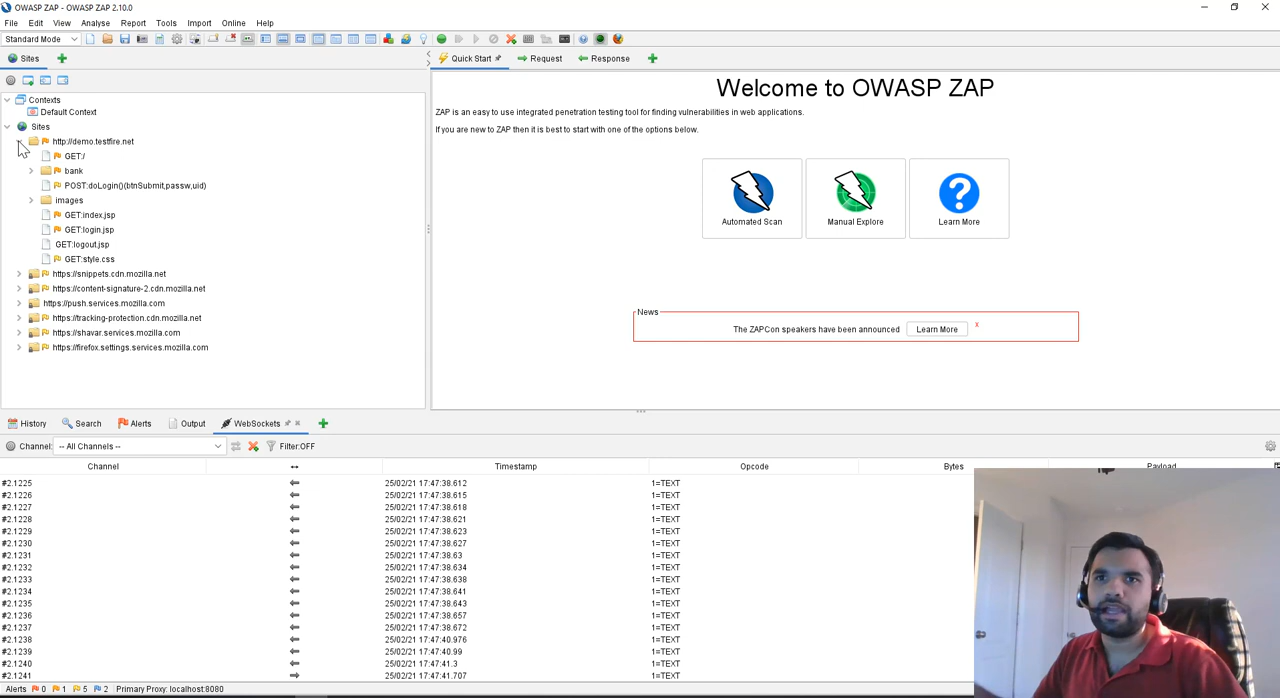 OWASP ZAP - OWASP ZAP 2.10.0
File Edit View Analyse Report Tools Import Online Help
Standard Mode
Sites
Quick Start Request Response
Contexts
Default Context
Sites
http://demo.testfire.net
GET:/
bank
POST:doLogin()(btnSubmit,passw,uid)
images
GET:index.jsp
GET:login.jsp
GET:logout.jsp
GET:style.css
https://snippets.cdn.mozilla.net
https://content-signature-2.cdn.mozilla.net
https://push.services.mozilla.com
https://tracking-protection.cdn.mozilla.net
https://shavar.services.mozilla.com
https://firefox.settings.services.mozilla.com
Welcome to OWASP ZAP
ZAP is an easy to use integrated penetration testing tool for finding vulnerabilities in web applications.
If you are new to ZAP then it is best to start with one of the options below.
Automated Scan Manual Explore Learn More
News
The ZAPCon speakers have been announced Learn More x
History Search Alerts Output WebSockets
Channel: -- All Channels -- Filter:OFF
Channel Timestamp Opcode Bytes Payload
#2.1225 25/02/21 17:47:38.612 1=TEXT
#2.1226 25/02/21 17:47:38.615 1=TEXT
#2.1227 25/02/21 17:47:38.618 1=TEXT
#2.1228 25/02/21 17:47:38.621 1=TEXT
#2.1229 25/02/21 17:47:38.623 1=TEXT
#2.1230 25/02/21 17:47:38.627 1=TEXT
#2.1231 25/02/21 17:47:38.63 1=TEXT
#2.1232 25/02/21 17:47:38.634 1=TEXT
#2.1233 25/02/21 17:47:38.638 1=TEXT
#2.1234 25/02/21 17:47:38.641 1=TEXT
#2.1235 25/02/21 17:47:38.643 1=TEXT
#2.1236 25/02/21 17:47:38.657 1=TEXT
#2.1237 25/02/21 17:47:38.672 1=TEXT
#2.1238 25/02/21 17:47:40.976 1=TEXT
#2.1239 25/02/21 17:47:40.99 1=TEXT
#2.1240 25/02/21 17:47:41.3 1=TEXT
#2.1241 25/02/21 17:47:41.707 1=TEXT
Alerts 0 1 5 2 Primary Proxy: localhost:8080